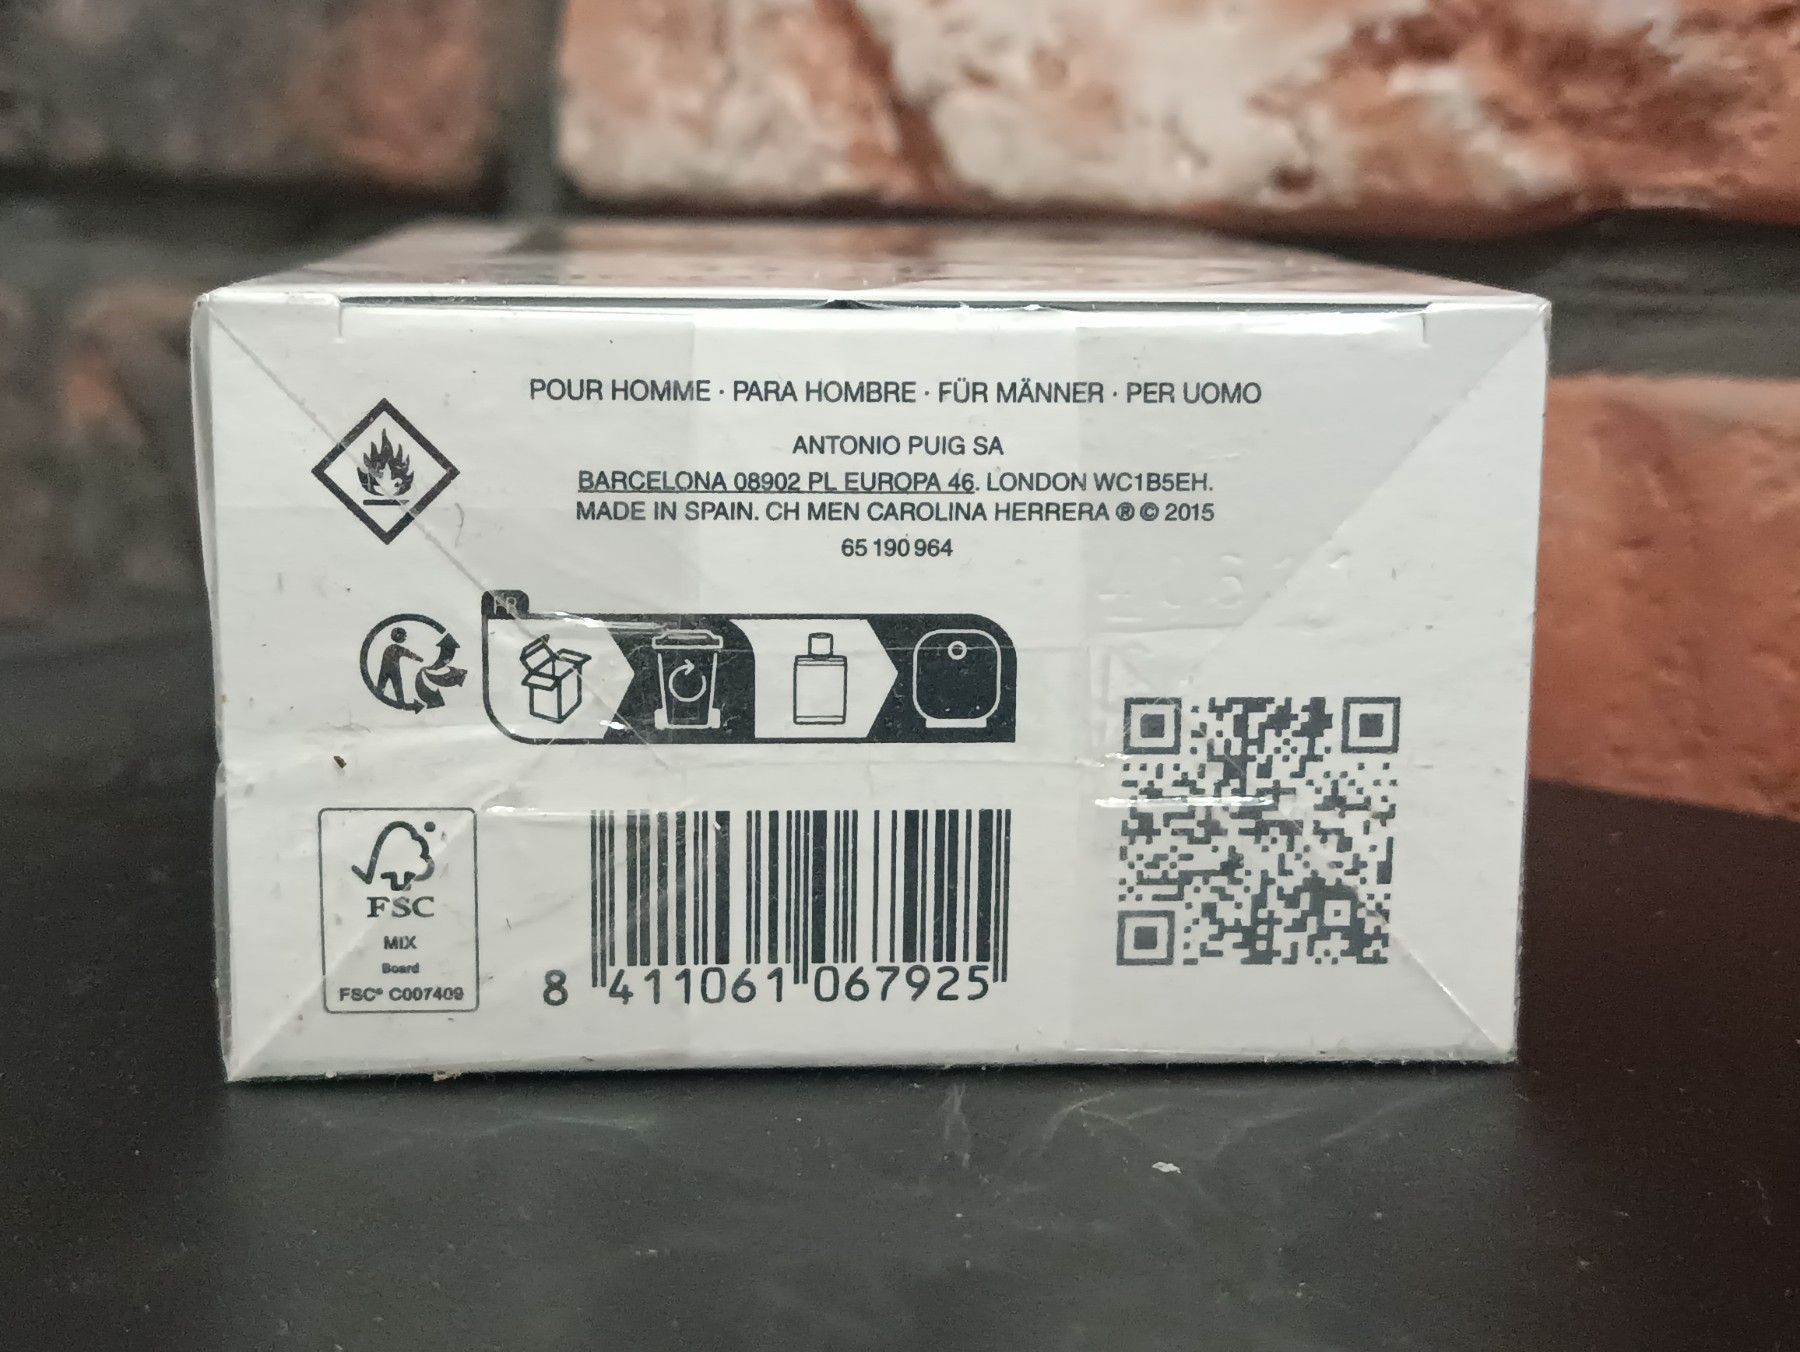 POUR HOMME · PARA HOMBRE · FÜR MÄNNER · PER UOMO
ANTONIO PUIG SA
BARCELONA 08902 PL EUROPA 46. LONDON WC1B5EH.
MADE IN SPAIN. CH MEN CAROLINA HERRERA ® © 2015
65 190 964
FR
FSC
MIX
Board
FSC® C007409
8 411061 067925